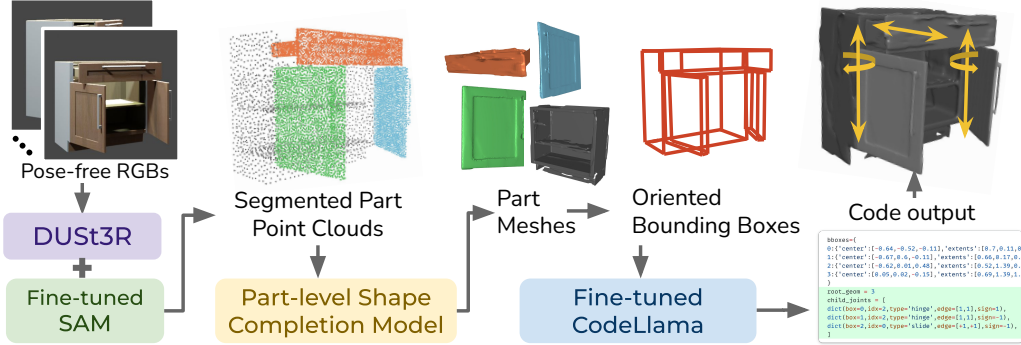 Pose-free RGBs
DUSt3R
Fine-tuned
SAM
Segmented Part
Point Clouds
Part-level Shape
Completion Model
Part
Meshes
Oriented
Bounding Boxes
Fine-tuned
CodeLlama
Code output
bboxes={
0:{'center':[-0.64,-0.52,-0.11],'extents':[0.7,0.11,0
1:{'center':[-0.67,0.6,-0.11],'extents':[0.66,0.17,0.
2:{'center':[-0.62,0.01,0.48],'extents':[0.52,1.39,0.
3:{'center':[0.05,0.02,-0.15],'extents':[0.69,1.39,1.
}
root_geom = 3
child_joints = [
dict(box=0,idx=2,type='hinge',edge=[1,1],sign=1),
dict(box=1,idx=2,type='hinge',edge=[1,1],sign=-1),
dict(box=2,idx=0,type='slide',edge=[+1,+1],sign=-1),
]